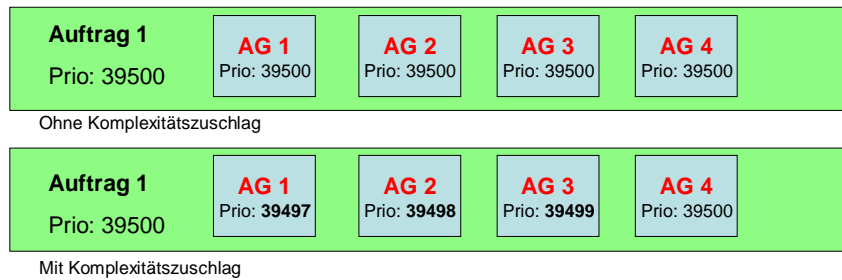 Auftrag 1
Prio: 39500
AG 1
Prio: 39500
AG 2
Prio: 39500
AG 3
Prio: 39500
AG 4
Prio: 39500
Ohne Komplexitätszuschlag
Auftrag 1
Prio: 39500
AG 1
Prio: 39497
AG 2
Prio: 39498
AG 3
Prio: 39499
AG 4
Prio: 39500
Mit Komplexitätszuschlag